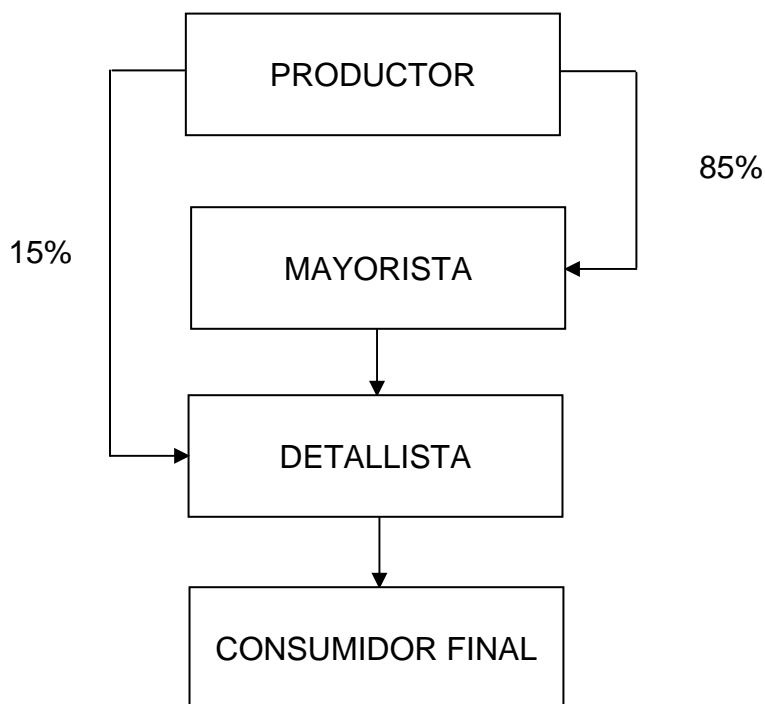 PRODUCTOR
85%
15%
MAYORISTA
DETALLISTA
CONSUMIDOR FINAL